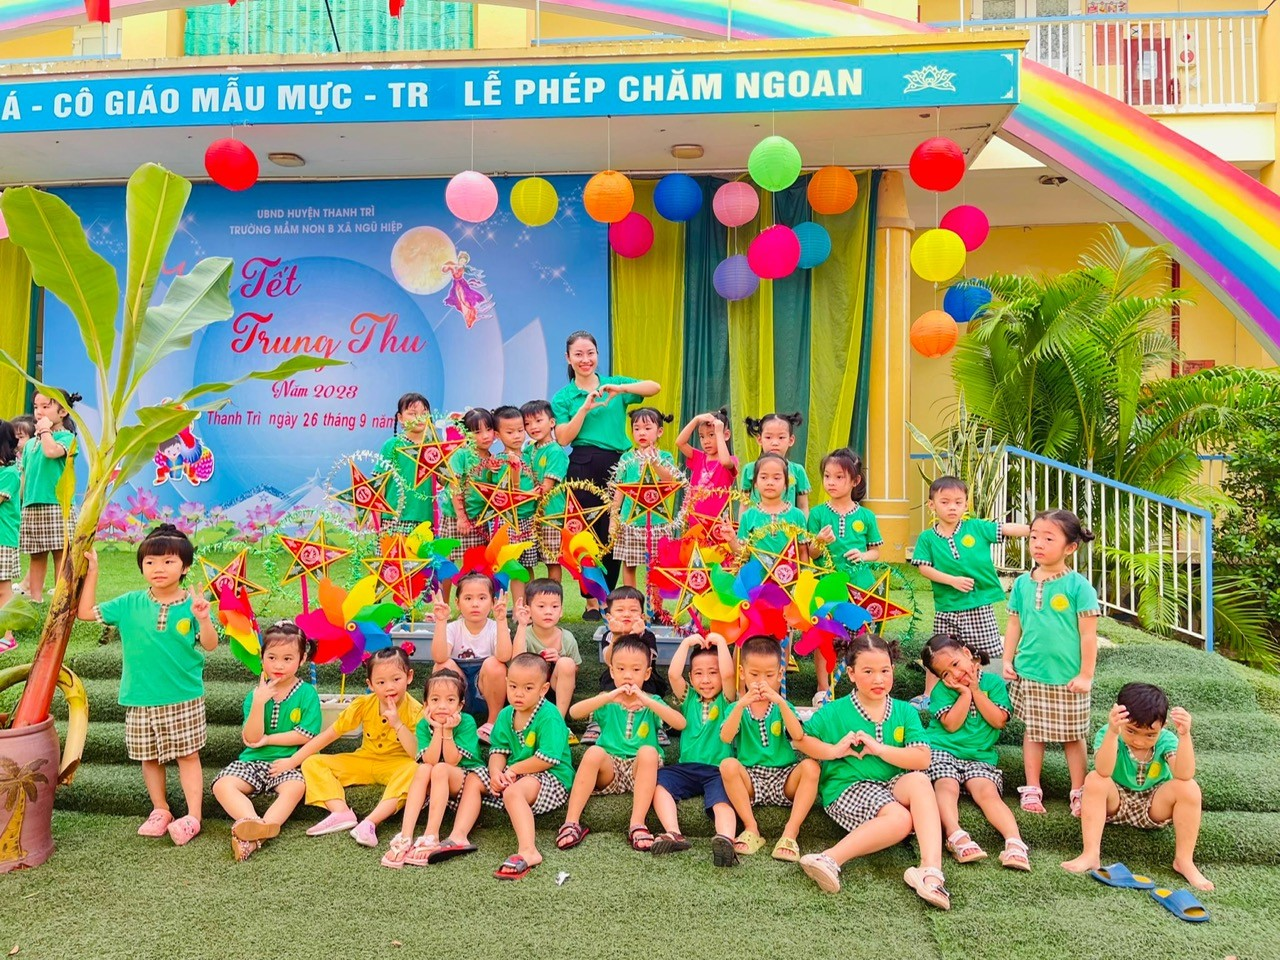 Á - CÔ GIÁO MẪU MỰC - TR LỄ PHÉP CHĂM NGOAN
UBND HUYỆN THANH TRÌ
TRƯỜNG MẦM NON B XÃ NGŨ HIỆP
Tết
Trung Thu
Năm 2023
Thanh Trì ngày 26 tháng 9 năm